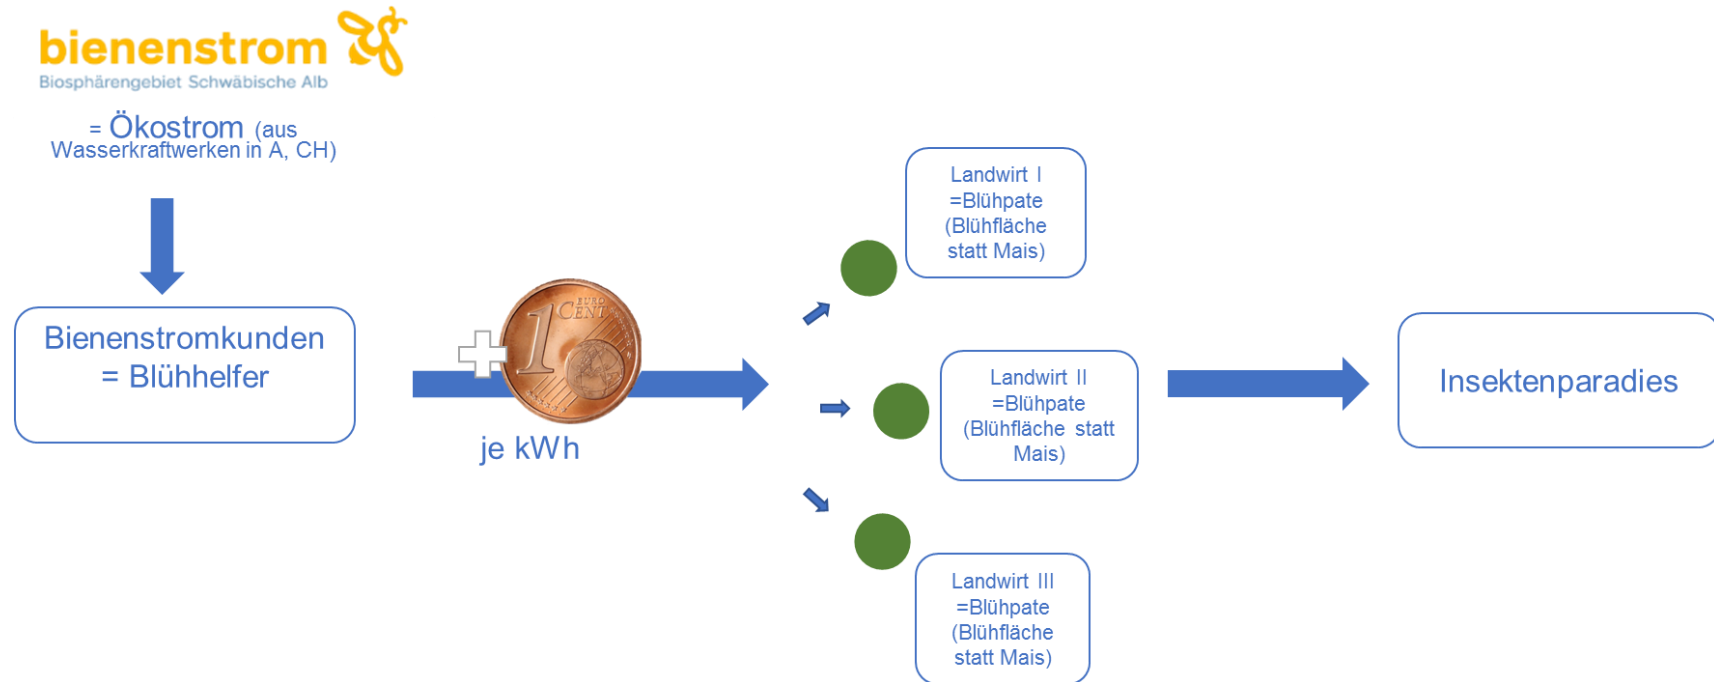 bienenstrom
Biosphärengebiet Schwäbische Alb
= Ökostrom (aus
Wasserkraftwerken in A, CH)
Bienenstromkunden
= Blühhelfer
1
EURO
CENT
je kWh
Landwirt I
=Blühpate
(Blühfläche
statt Mais)
Landwirt II
=Blühpate
(Blühfläche statt
Mais)
Landwirt III
=Blühpate
(Blühfläche
statt Mais)
Insektenparadies